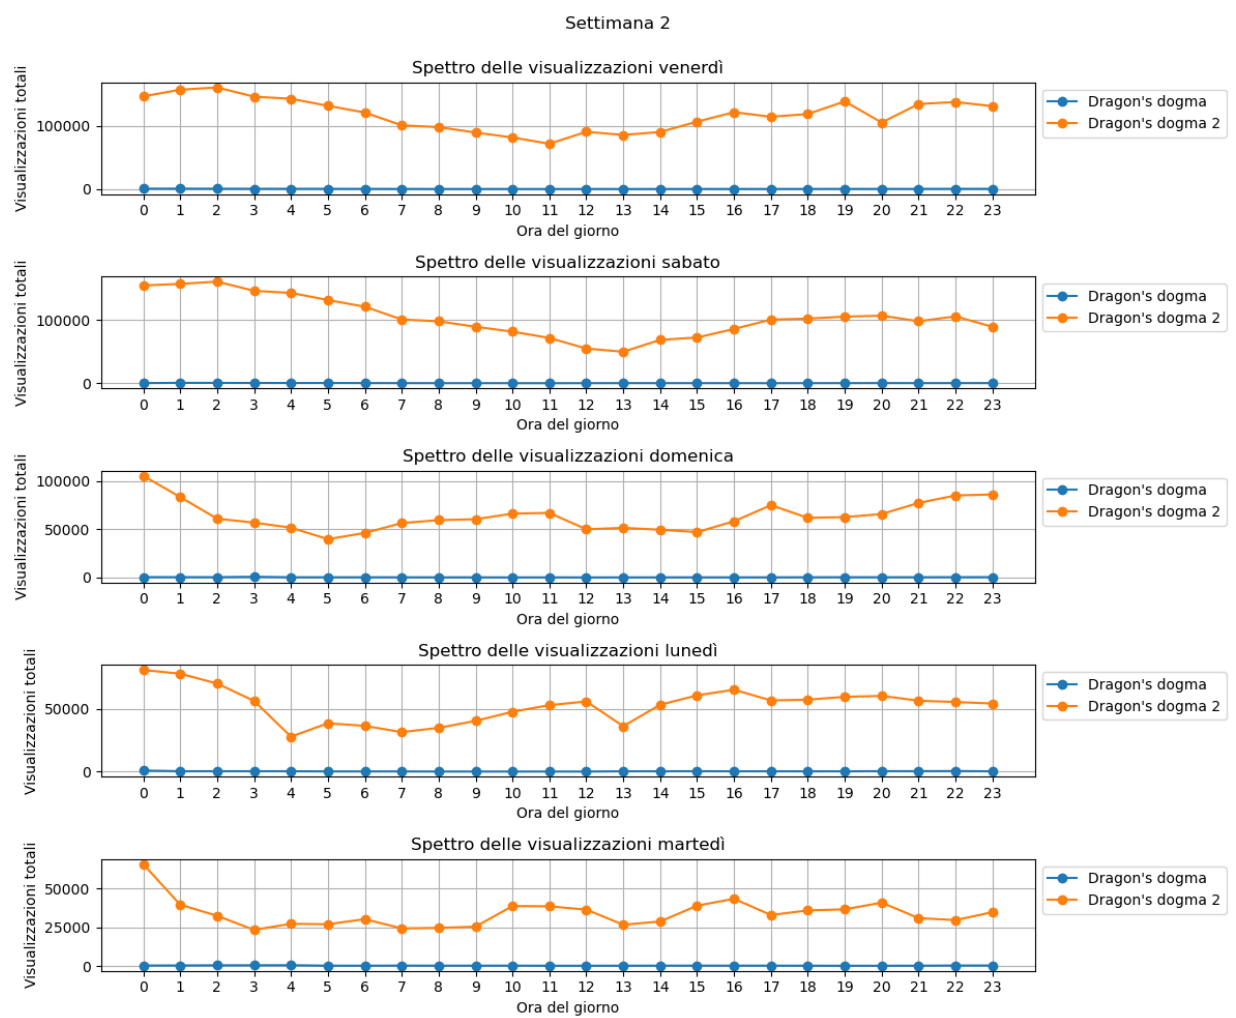 Settimana 2
Spettro delle visualizzazioni venerdì
Visualizzazioni totali
100000
0
0 1 2 3 4 5 6 7 8 9 10 11 12 13 14 15 16 17 18 19 20 21 22 23
Ora del giorno
Dragon's dogma
Dragon's dogma 2
Spettro delle visualizzazioni sabato
Visualizzazioni totali
100000
0
0 1 2 3 4 5 6 7 8 9 10 11 12 13 14 15 16 17 18 19 20 21 22 23
Ora del giorno
Dragon's dogma
Dragon's dogma 2
Spettro delle visualizzazioni domenica
Visualizzazioni totali
100000
50000
0
0 1 2 3 4 5 6 7 8 9 10 11 12 13 14 15 16 17 18 19 20 21 22 23
Ora del giorno
Dragon's dogma
Dragon's dogma 2
Spettro delle visualizzazioni lunedì
Visualizzazioni totali
50000
0
0 1 2 3 4 5 6 7 8 9 10 11 12 13 14 15 16 17 18 19 20 21 22 23
Ora del giorno
Dragon's dogma
Dragon's dogma 2
Spettro delle visualizzazioni martedì
Visualizzazioni totali
50000
25000
0
0 1 2 3 4 5 6 7 8 9 10 11 12 13 14 15 16 17 18 19 20 21 22 23
Ora del giorno
Dragon's dogma
Dragon's dogma 2